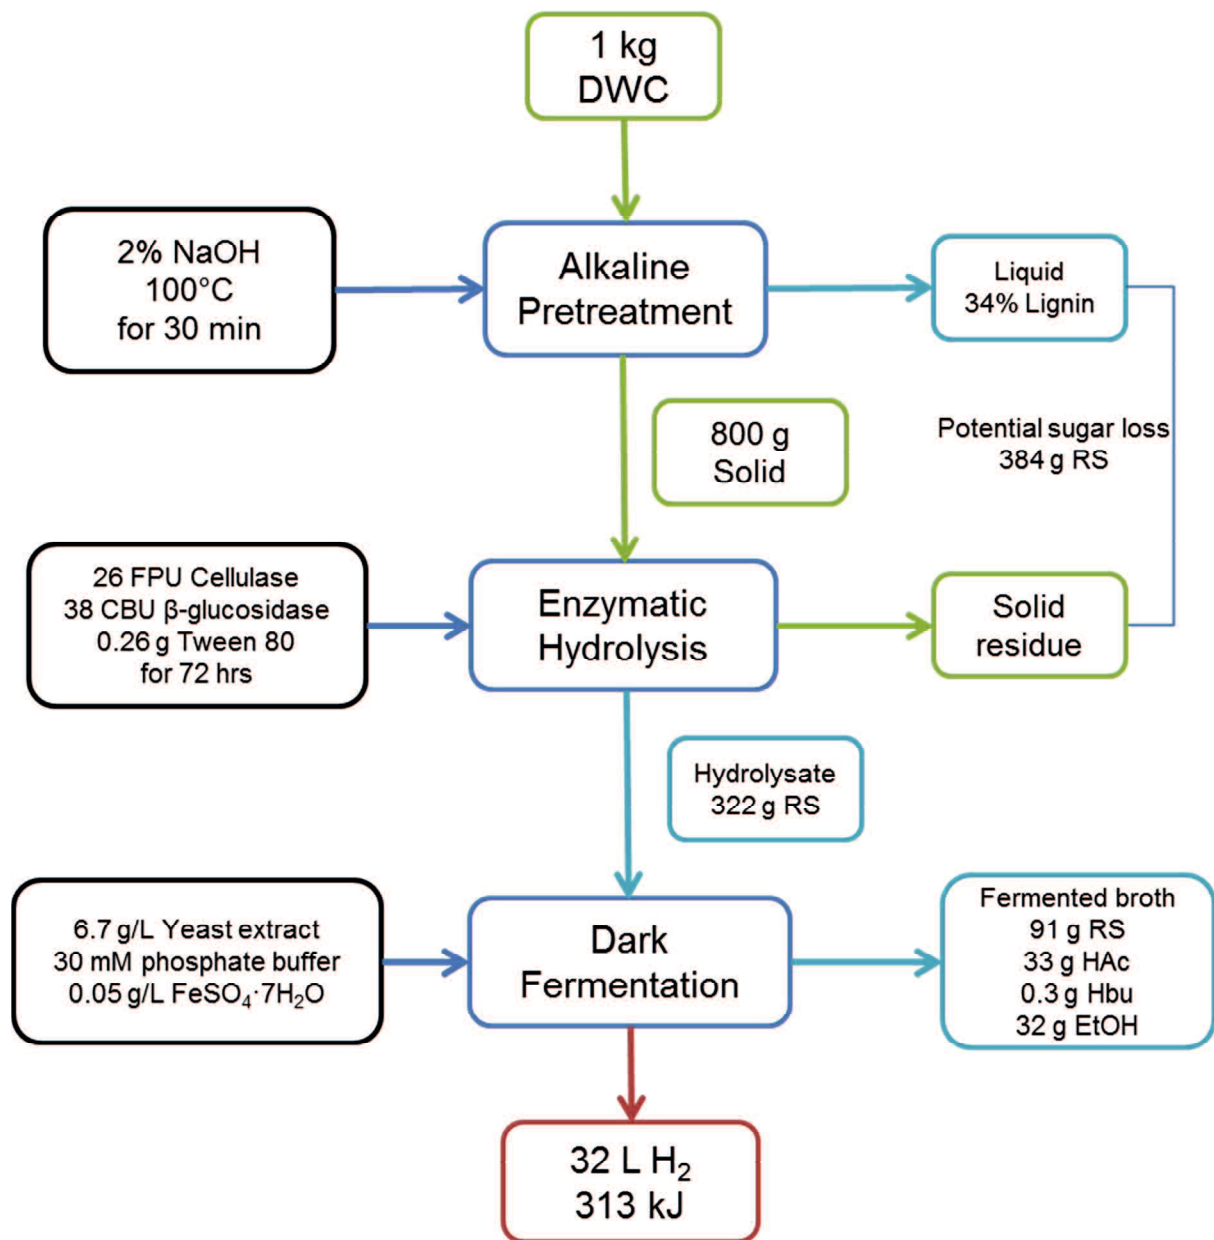 1 kg
DWC
2% NaOH
100°C
for 30 min
Alkaline
Pretreatment
Liquid
34% Lignin
800 g
Solid
Potential sugar loss
384 g RS
26 FPU Cellulase
38 CBU β-glucosidase
0.26 g Tween 80
for 72 hrs
Enzymatic
Hydrolysis
Solid
residue
Hydrolysate
322 g RS
6.7 g/L Yeast extract
30 mM phosphate buffer
0.05 g/L FeSO₄·7H₂O
Dark
Fermentation
Fermented broth
91 g RS
33 g HAc
0.3 g Hbu
32 g EtOH
32 L H₂
313 kJ